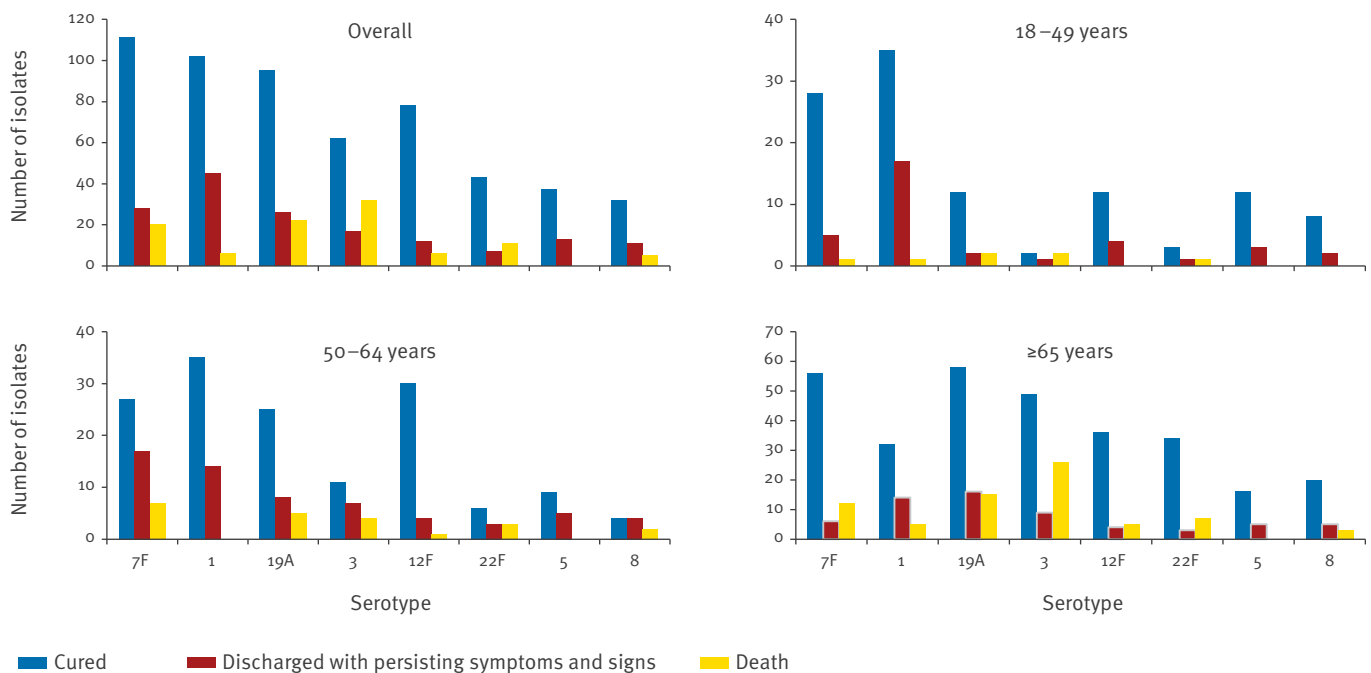 Overall
Number of isolates
120
100
80
60
40
20
0
18–49 years
40
30
20
10
0
50–64 years
Number of isolates
40
30
20
10
0
7F 1 19A 3 12F 22F 5 8
Serotype
≥65 years
70
60
50
40
30
20
10
0
7F 1 19A 3 12F 22F 5 8
Serotype
Cured Discharged with persisting symptoms and signs Death